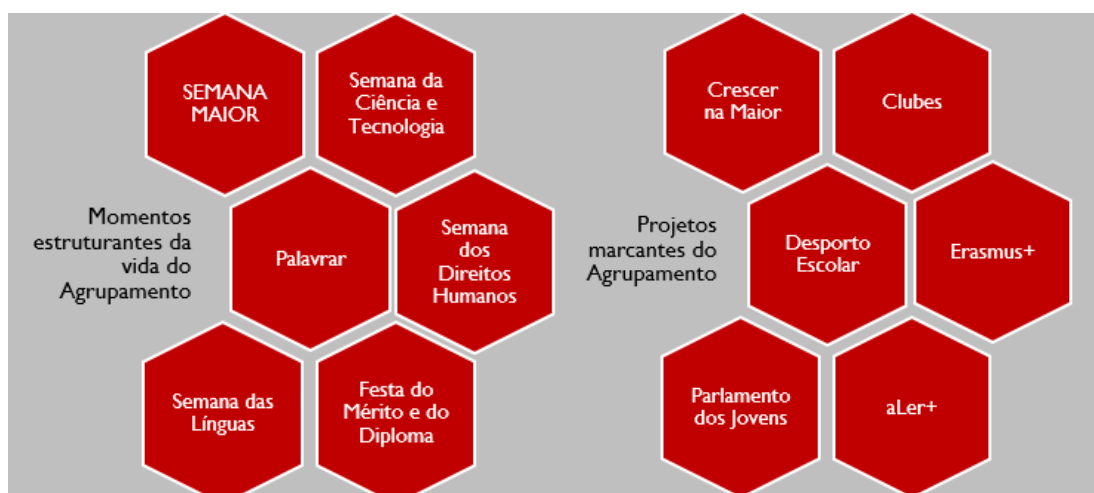 SEMANA
MAIOR
Semana da
Ciência e
Tecnologia
Momentos
estruturantes da
vida do
Agrupamento
Palavrar
Semana
dos
Direitos
Humanos
Semana das
Línguas
Festa do
Mérito e do
Diploma
Crescer
na Maior
Clubes
Projetos
marcantes do
Agrupamento
Desporto
Escolar
Erasmus+
Parlamento
dos Jovens
aLer+